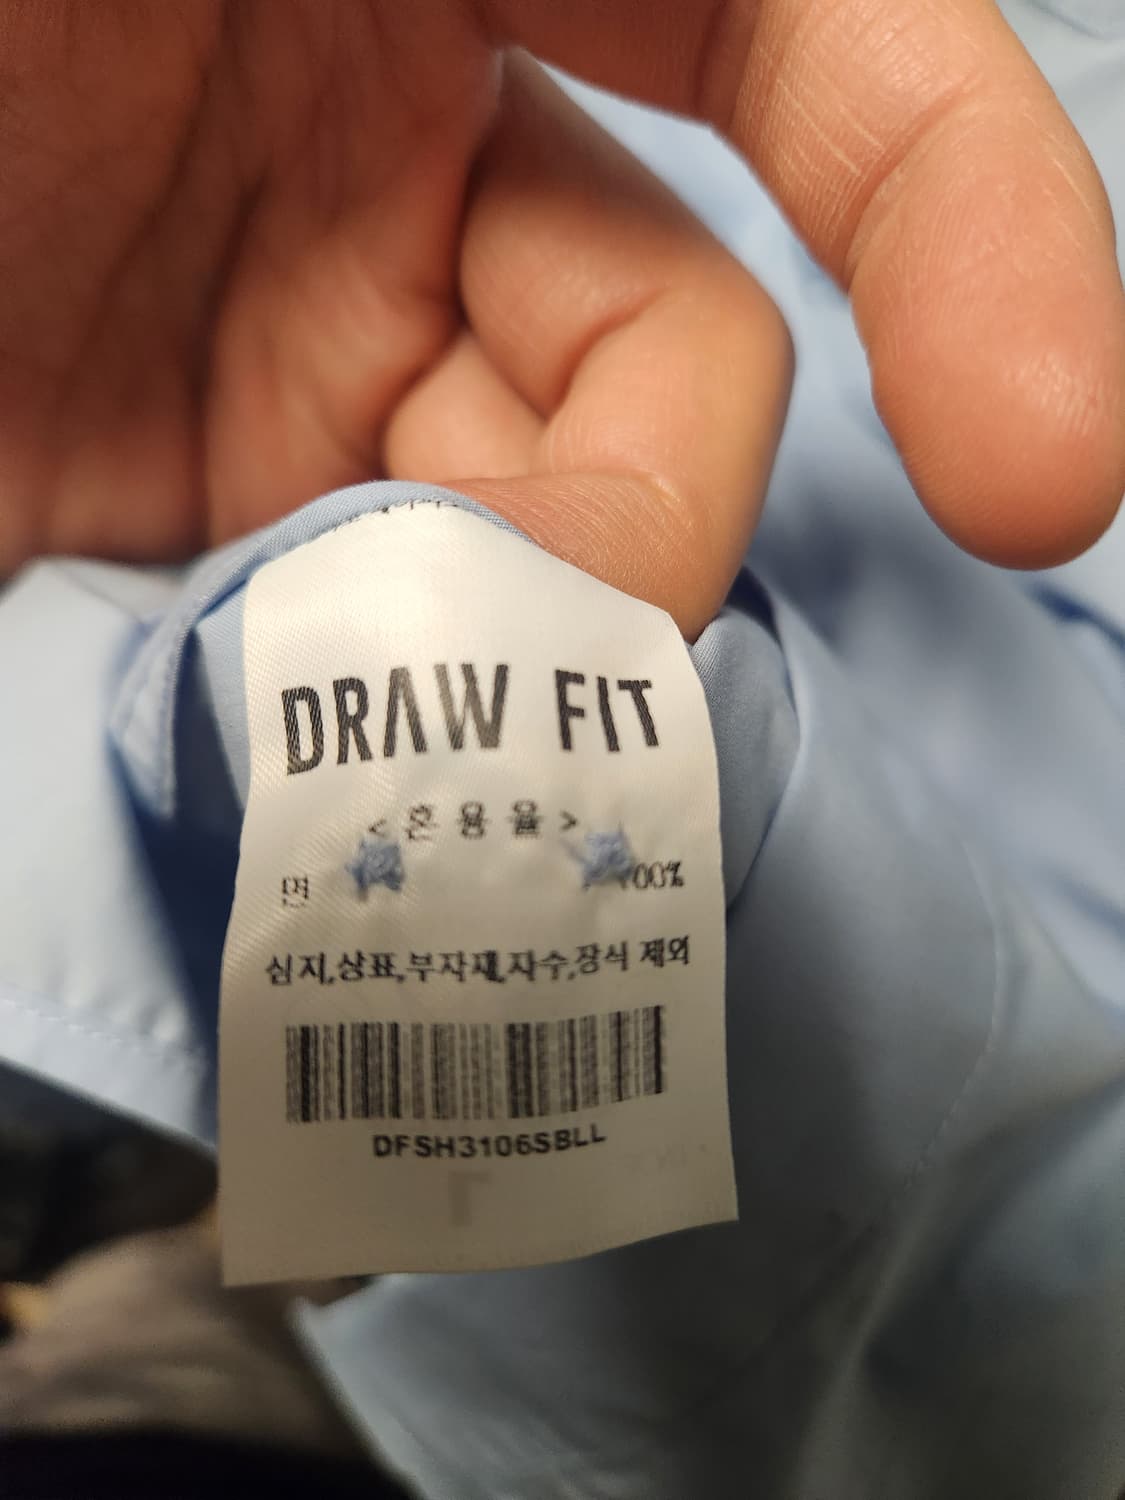 DRAW FIT
<혼용율>
면 100%
심지,상표,부자재,자수,장식 제외
DFSH3106SBLL